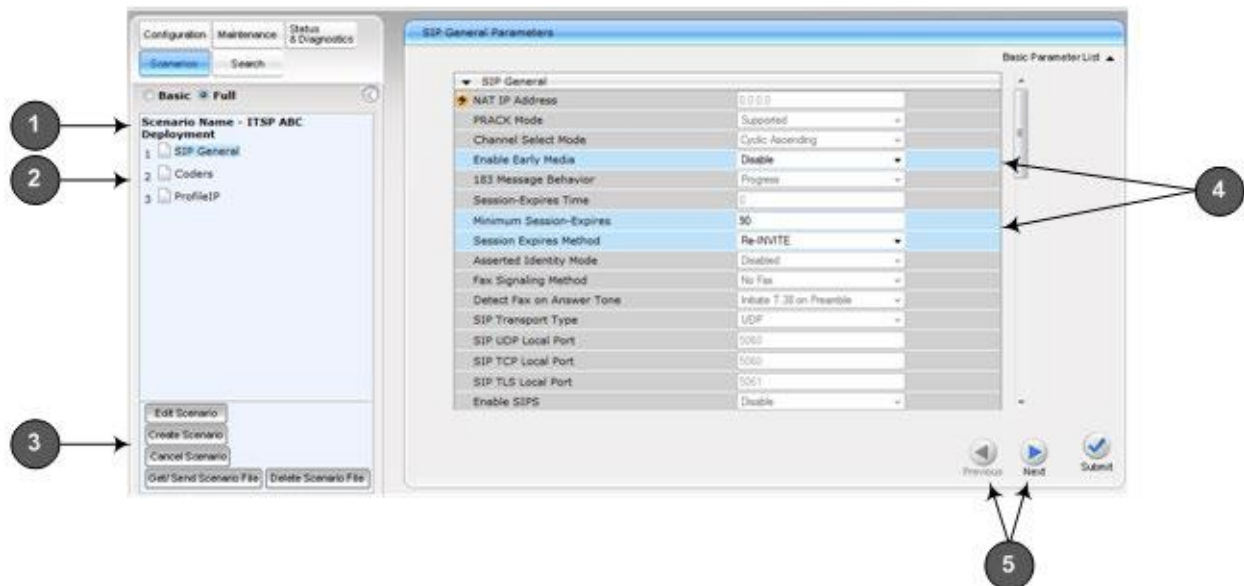 Configuration Maintenance Status & Diagnostics
Scenarios Search
Basic Full
Scenario Name - ITSP ABC
Deployment
1 SIP General
2 Coders
3 ProfileIP
Edit Scenario
Create Scenario
Cancel Scenario
Get/Send Scenario File Delete Scenario File
SIP General Parameters
Basic Parameter List
SIP General
NAT IP Address 0.0.0.0
PRACK Mode Supported
Channel Select Mode Cyclic Ascending
Enable Early Media Disable
183 Message Behavior Progress
Session-Expires Time 0
Minimum Session-Expires 90
Session Expires Method Re-INVITE
Asserted Identity Mode Disabled
Fax Signaling Method No Fax
Detect Fax on Answer Tone Initiate T.38 on Preamble
SIP Transport Type UDP
SIP UDP Local Port 5060
SIP TCP Local Port 5060
SIP TLS Local Port 5061
Enable SIPS Disable
Previous Next Submit
1
2
3
4
5